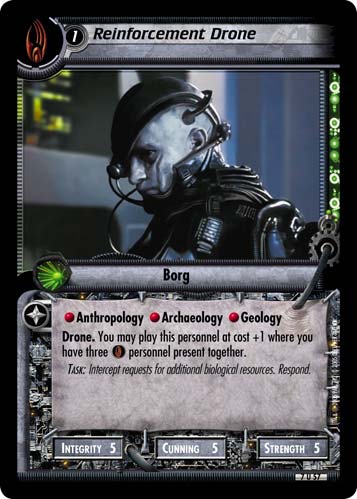 1 Reinforcement Drone
Borg
Anthropology Archaeology Geology
Drone. You may play this personnel at cost +1 where you
have three personnel present together.
TASK: Intercept requests for additional biological resources. Respond.
INTEGRITY 5 CUNNING 5 STRENGTH 5
7 U 57